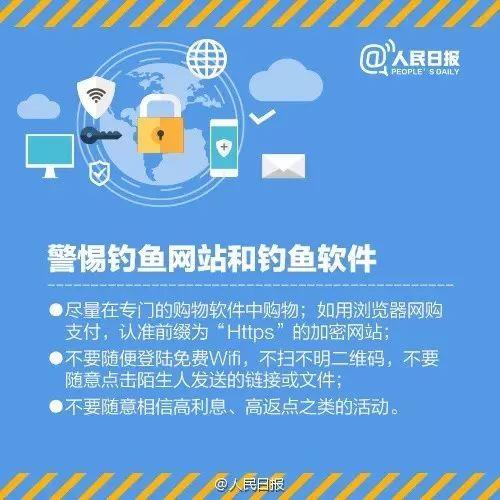 @人民日报
PEOPLE'S DAILY
警惕钓鱼网站和钓鱼软件
●尽量在专门的购物软件中购物；如用浏览器网购
支付，认准前缀为“Https”的加密网站；
●不要随便登陆免费Wifi，不扫不明二维码，不要
随意点击陌生人发送的链接或文件；
●不要随意相信高利息、高返点之类的活动。
@人民日报